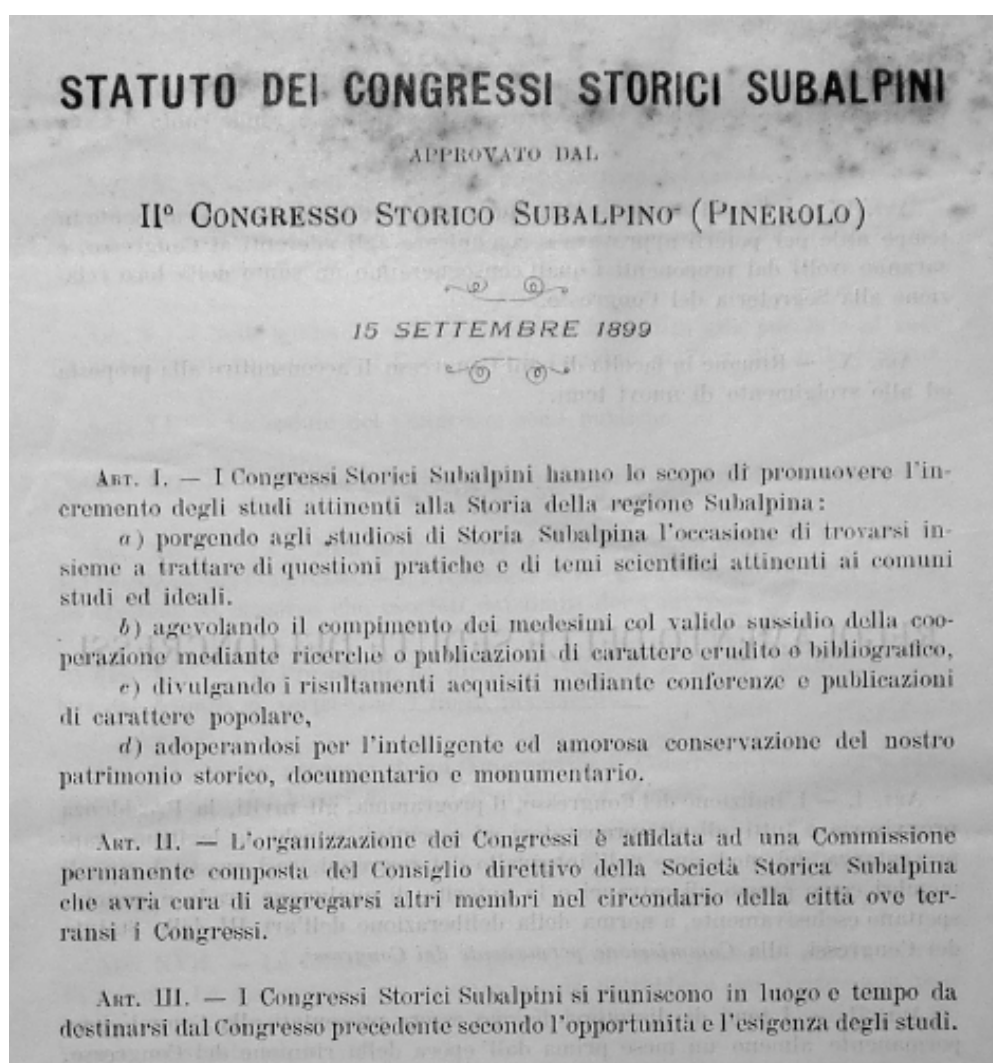 STATUTO DEI CONGRESSI STORICI SUBALPINI
APPROVATO DAL
IIº CONGRESSO STORICO SUBALPINO (PINEROLO)
15 SETTEMBRE 1899
ART. I. — I Congressi Storici Subalpini hanno lo scopo di promuovere l'in-
cremento degli studi attinenti alla Storia della regione Subalpina:
a) porgendo agli studiosi di Storia Subalpina l'occasione di trovarsi in-
sieme a trattare di questioni pratiche e di temi scientifici attinenti ai comuni
studi ed ideali.
b) agevolando il compimento dei medesimi col valido sussidio della coo-
perazione mediante ricerche o publicazioni di carattere erudito o bibliografico,
c) divulgando i risultamenti acquisiti mediante conferenze e publicazioni
di carattere popolare,
d) adoperandosi per l'intelligente ed amorosa conservazione del nostro
patrimonio storico, documentario e monumentario.
ART. II. — L'organizzazione dei Congressi è affidata ad una Commissione
permanente composta del Consiglio direttivo della Società Storica Subalpina
che avrà cura di aggregarsi altri membri nel circondario della città ove ter-
ransi i Congressi.
ART. III. — I Congressi Storici Subalpini si riuniscono in luogo e tempo da
destinarsi dal Congresso precedente secondo l'opportunità e l'esigenza degli studi.